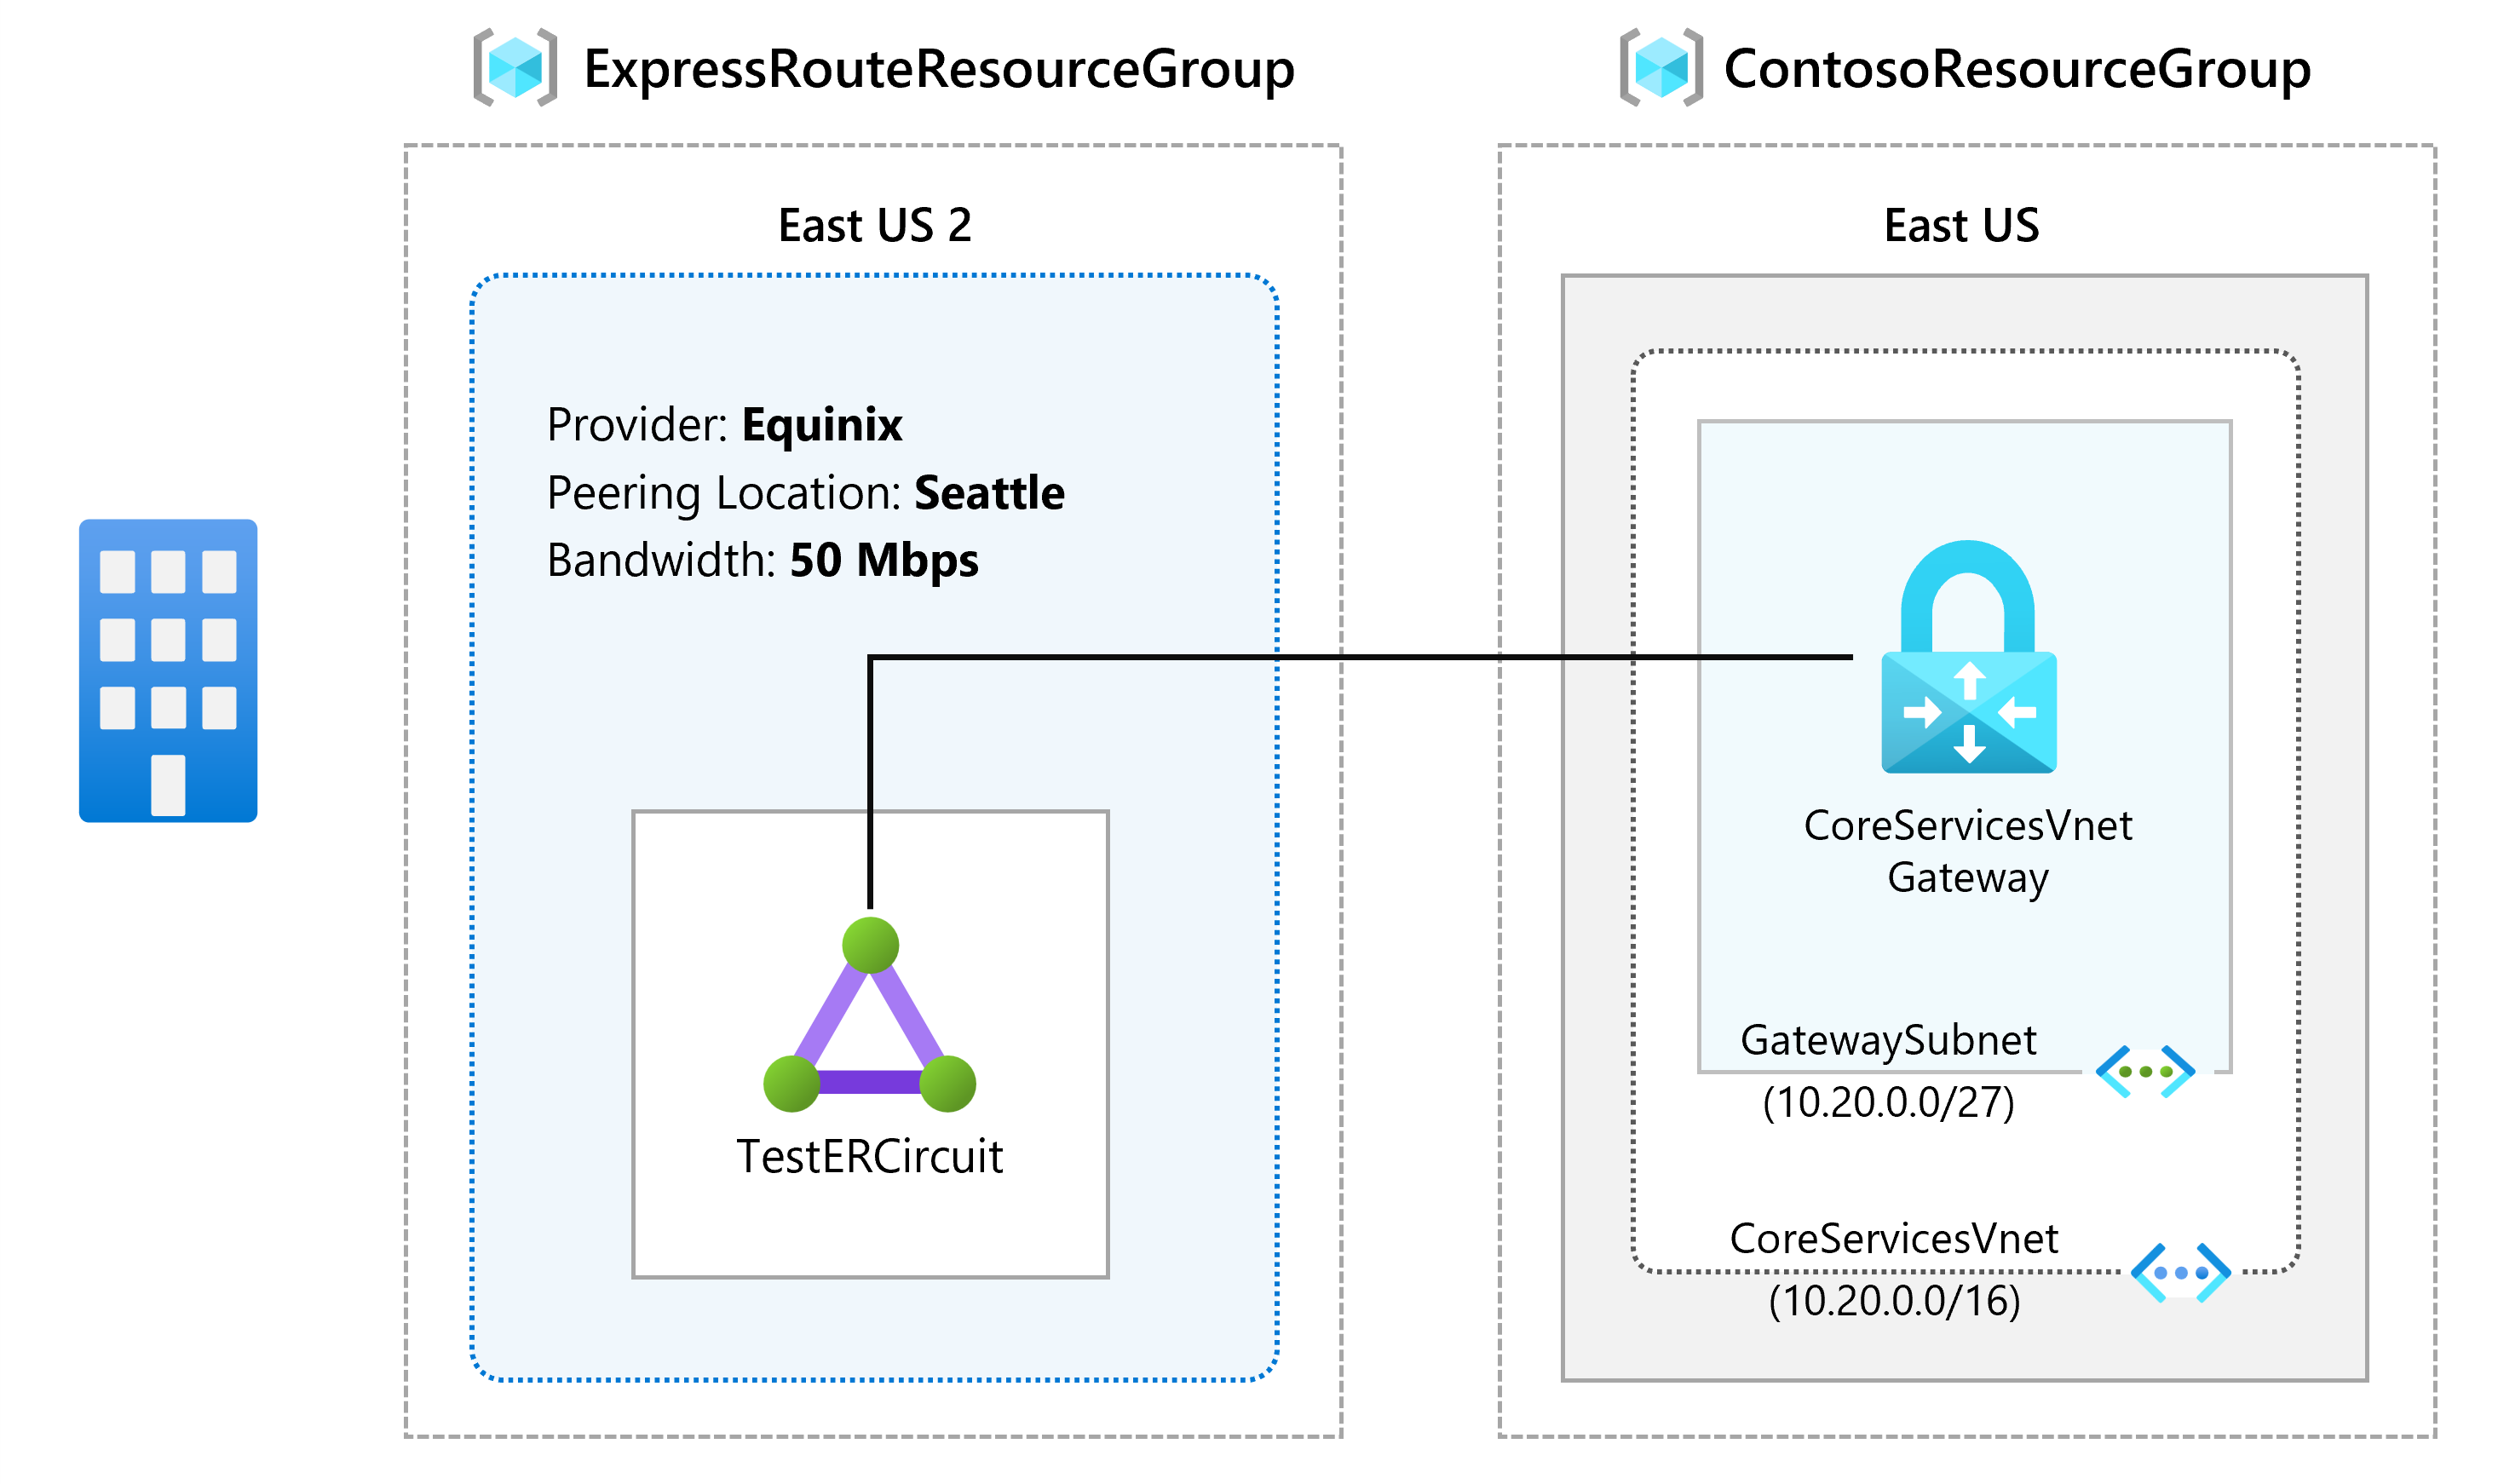 ExpressRouteResourceGroup
East US 2
Provider: Equinix
Peering Location: Seattle
Bandwidth: 50 Mbps
TestERCircuit
ContosoResourceGroup
East US
CoreServicesVnet
Gateway
GatewaySubnet
(10.20.0.0/27)
CoreServicesVnet
(10.20.0.0/16)